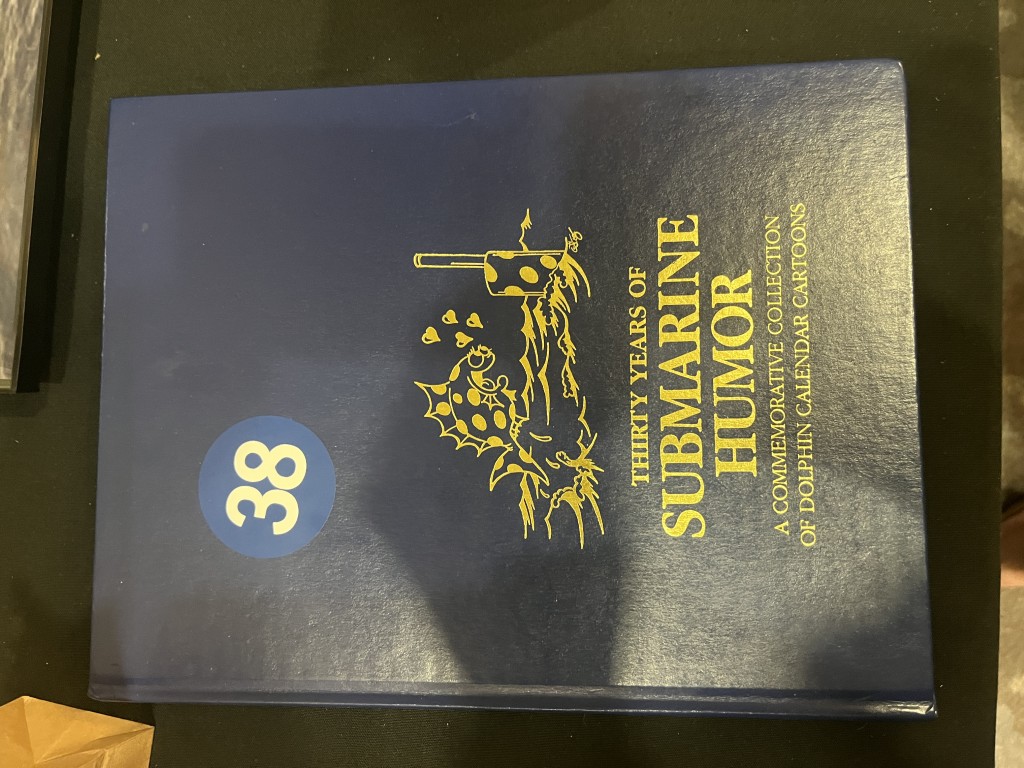 38
THIRTY YEARS OF
SUBMARINE
HUMOR
A COMMEMORATIVE COLLECTION
OF DOLPHIN CALENDAR CARTOONS